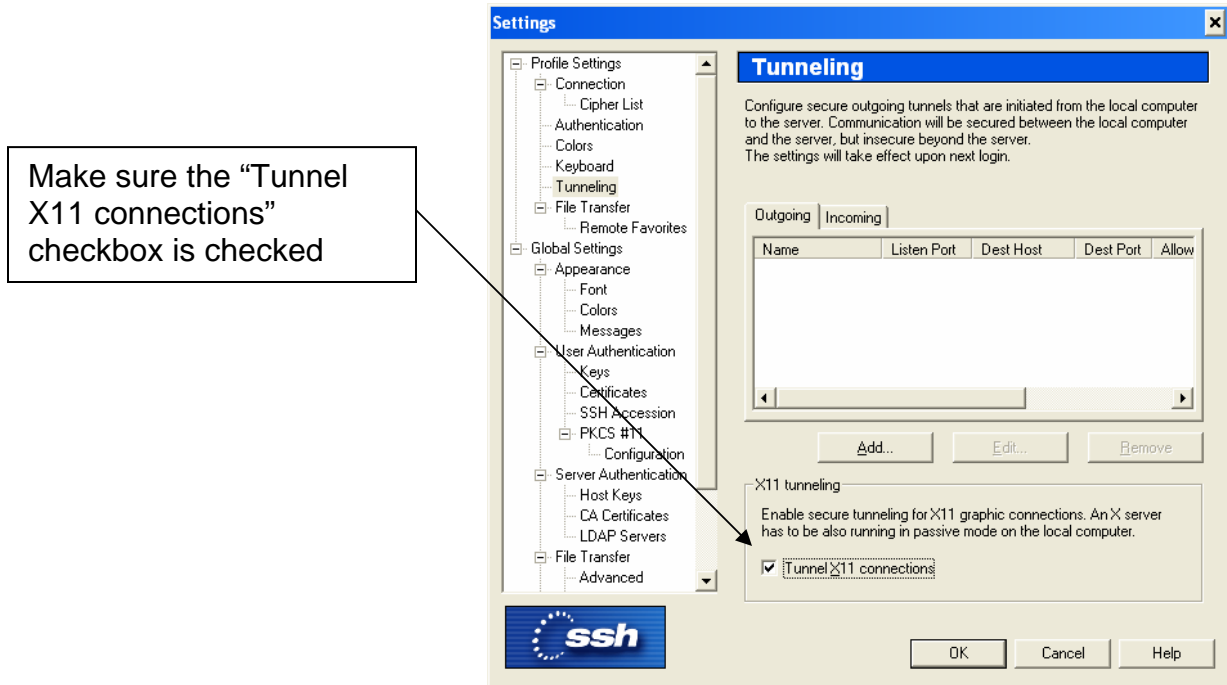 Settings
Make sure the “Tunnel
X11 connections”
checkbox is checked
Profile Settings
Connection
Cipher List
Authentication
Colors
Keyboard
Tunneling
File Transfer
Remote Favorites
Global Settings
Appearance
Font
Colors
Messages
User Authentication
Keys
Certificates
SSH Accession
PKCS #11
Configuration
Server Authentication
Host Keys
CA Certificates
LDAP Servers
File Transfer
Advanced
ssh
Tunneling
Configure secure outgoing tunnels that are initiated from the local computer
to the server. Communication will be secured between the local computer
and the server, but insecure beyond the server.
The settings will take effect upon next login.
Outgoing Incoming
Name Listen Port Dest Host Dest Port Allow
Add... Edit... Remove
X11 tunneling
Enable secure tunneling for X11 graphic connections. An X server
has to be also running in passive mode on the local computer.
Tunnel X11 connections
OK Cancel Help